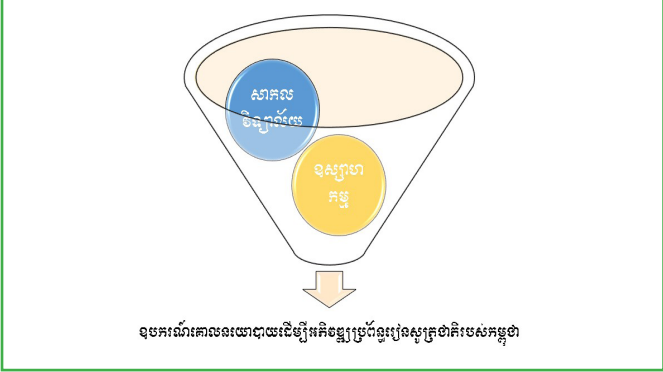 សាកល
វិទ្យាល័យ
ឧស្សាហ
កម្ម
ឧបករណ៍គោលនយោបាយដើម្បីអភិវឌ្ឍប្រព័ន្ធរៀនសូត្រជាតិរបស់កម្ពុជា